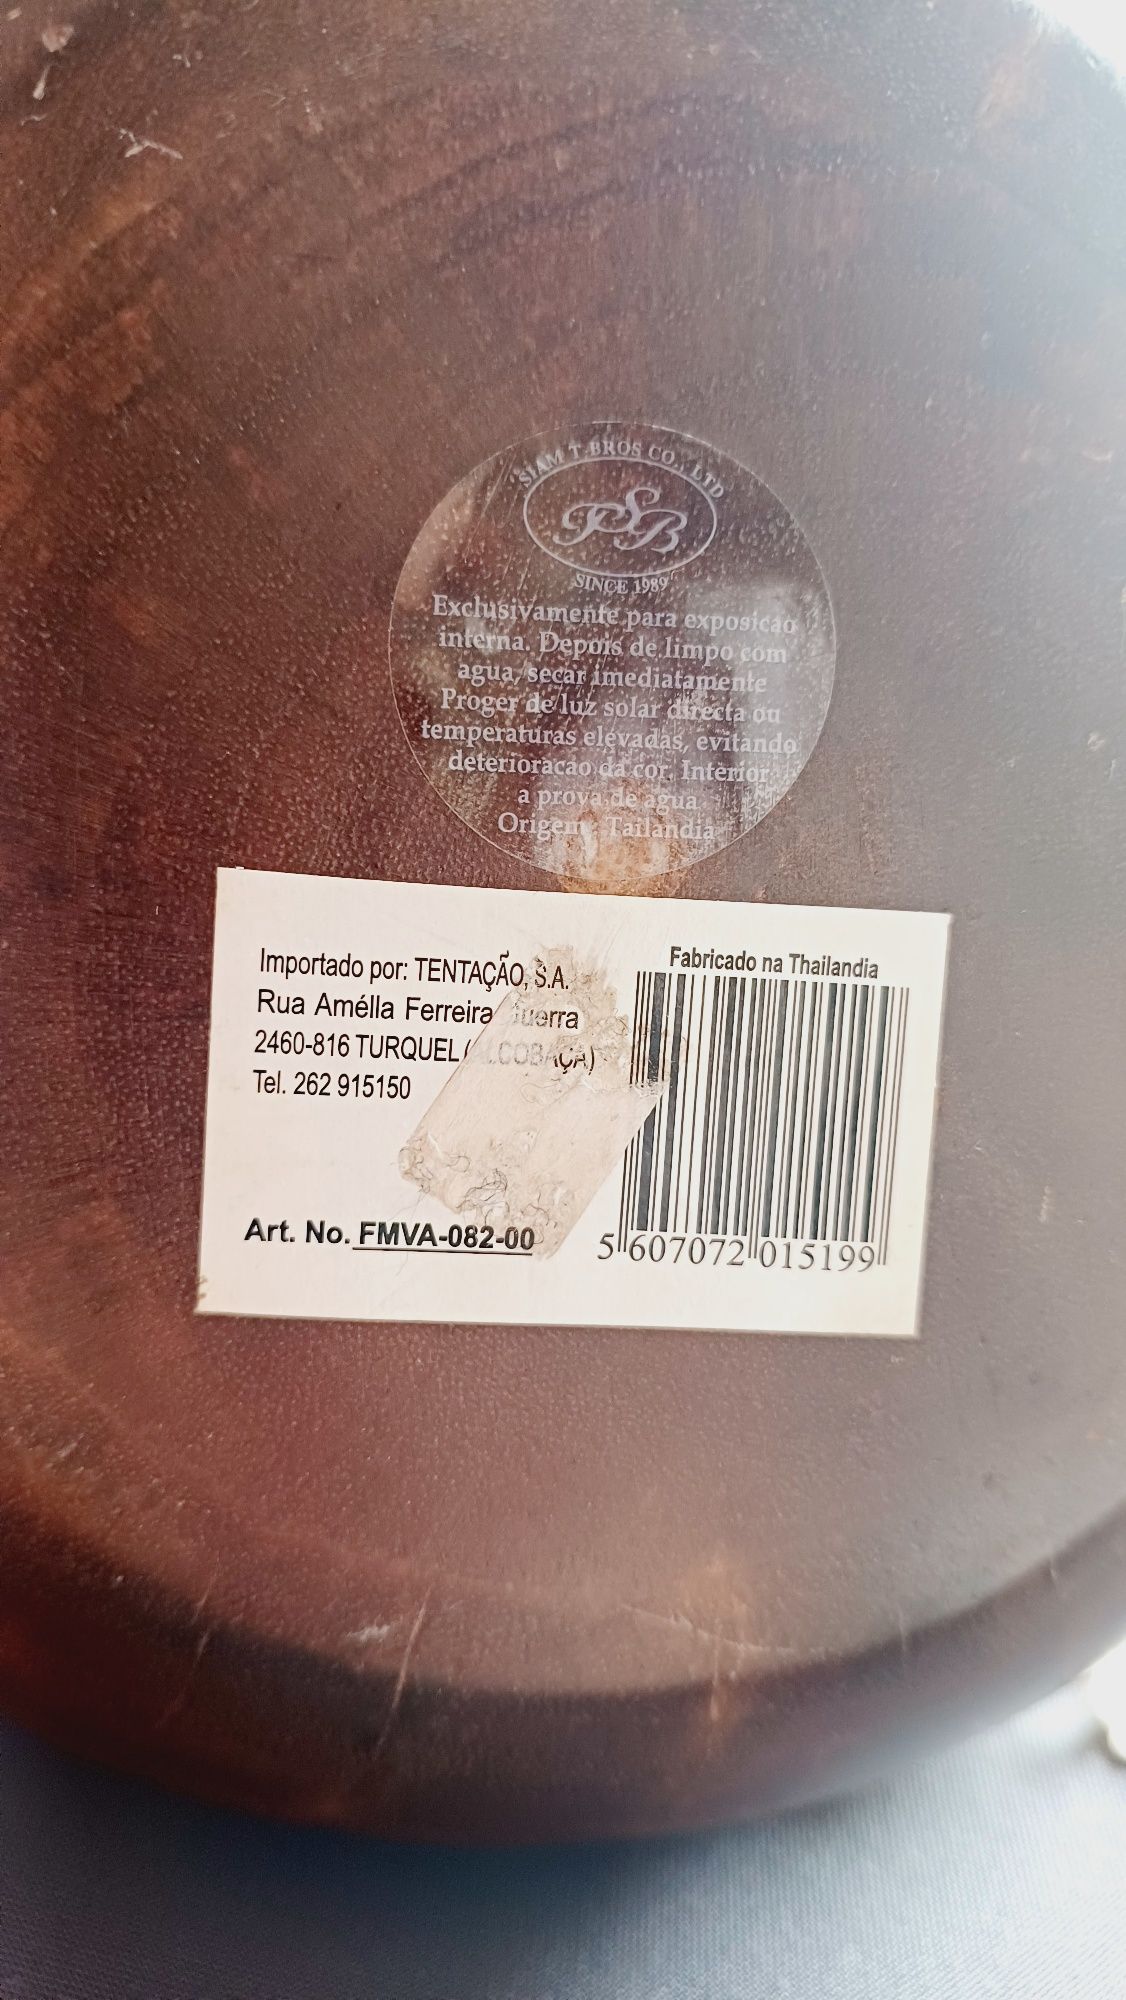 SIAM T. BROS CO., LTD
TSB
SINCE 1989
Exclusivamente para exposicao
interna. Depois de limpo com
agua, secar imediatamente
Proger de luz solar directa ou
temperaturas elevadas, evitando
deterioracao da cor. Interior
a prova de agua
Origem: Tailandia
Importado por: TENTAÇÃO, S.A.
Rua Amélla Ferreira Guerra
2460-816 TURQUEL (ALCOBAÇA)
Tel. 262 915150
Art. No. FMVA-082-00
Fabricado na Thailandia
5 607072 015199